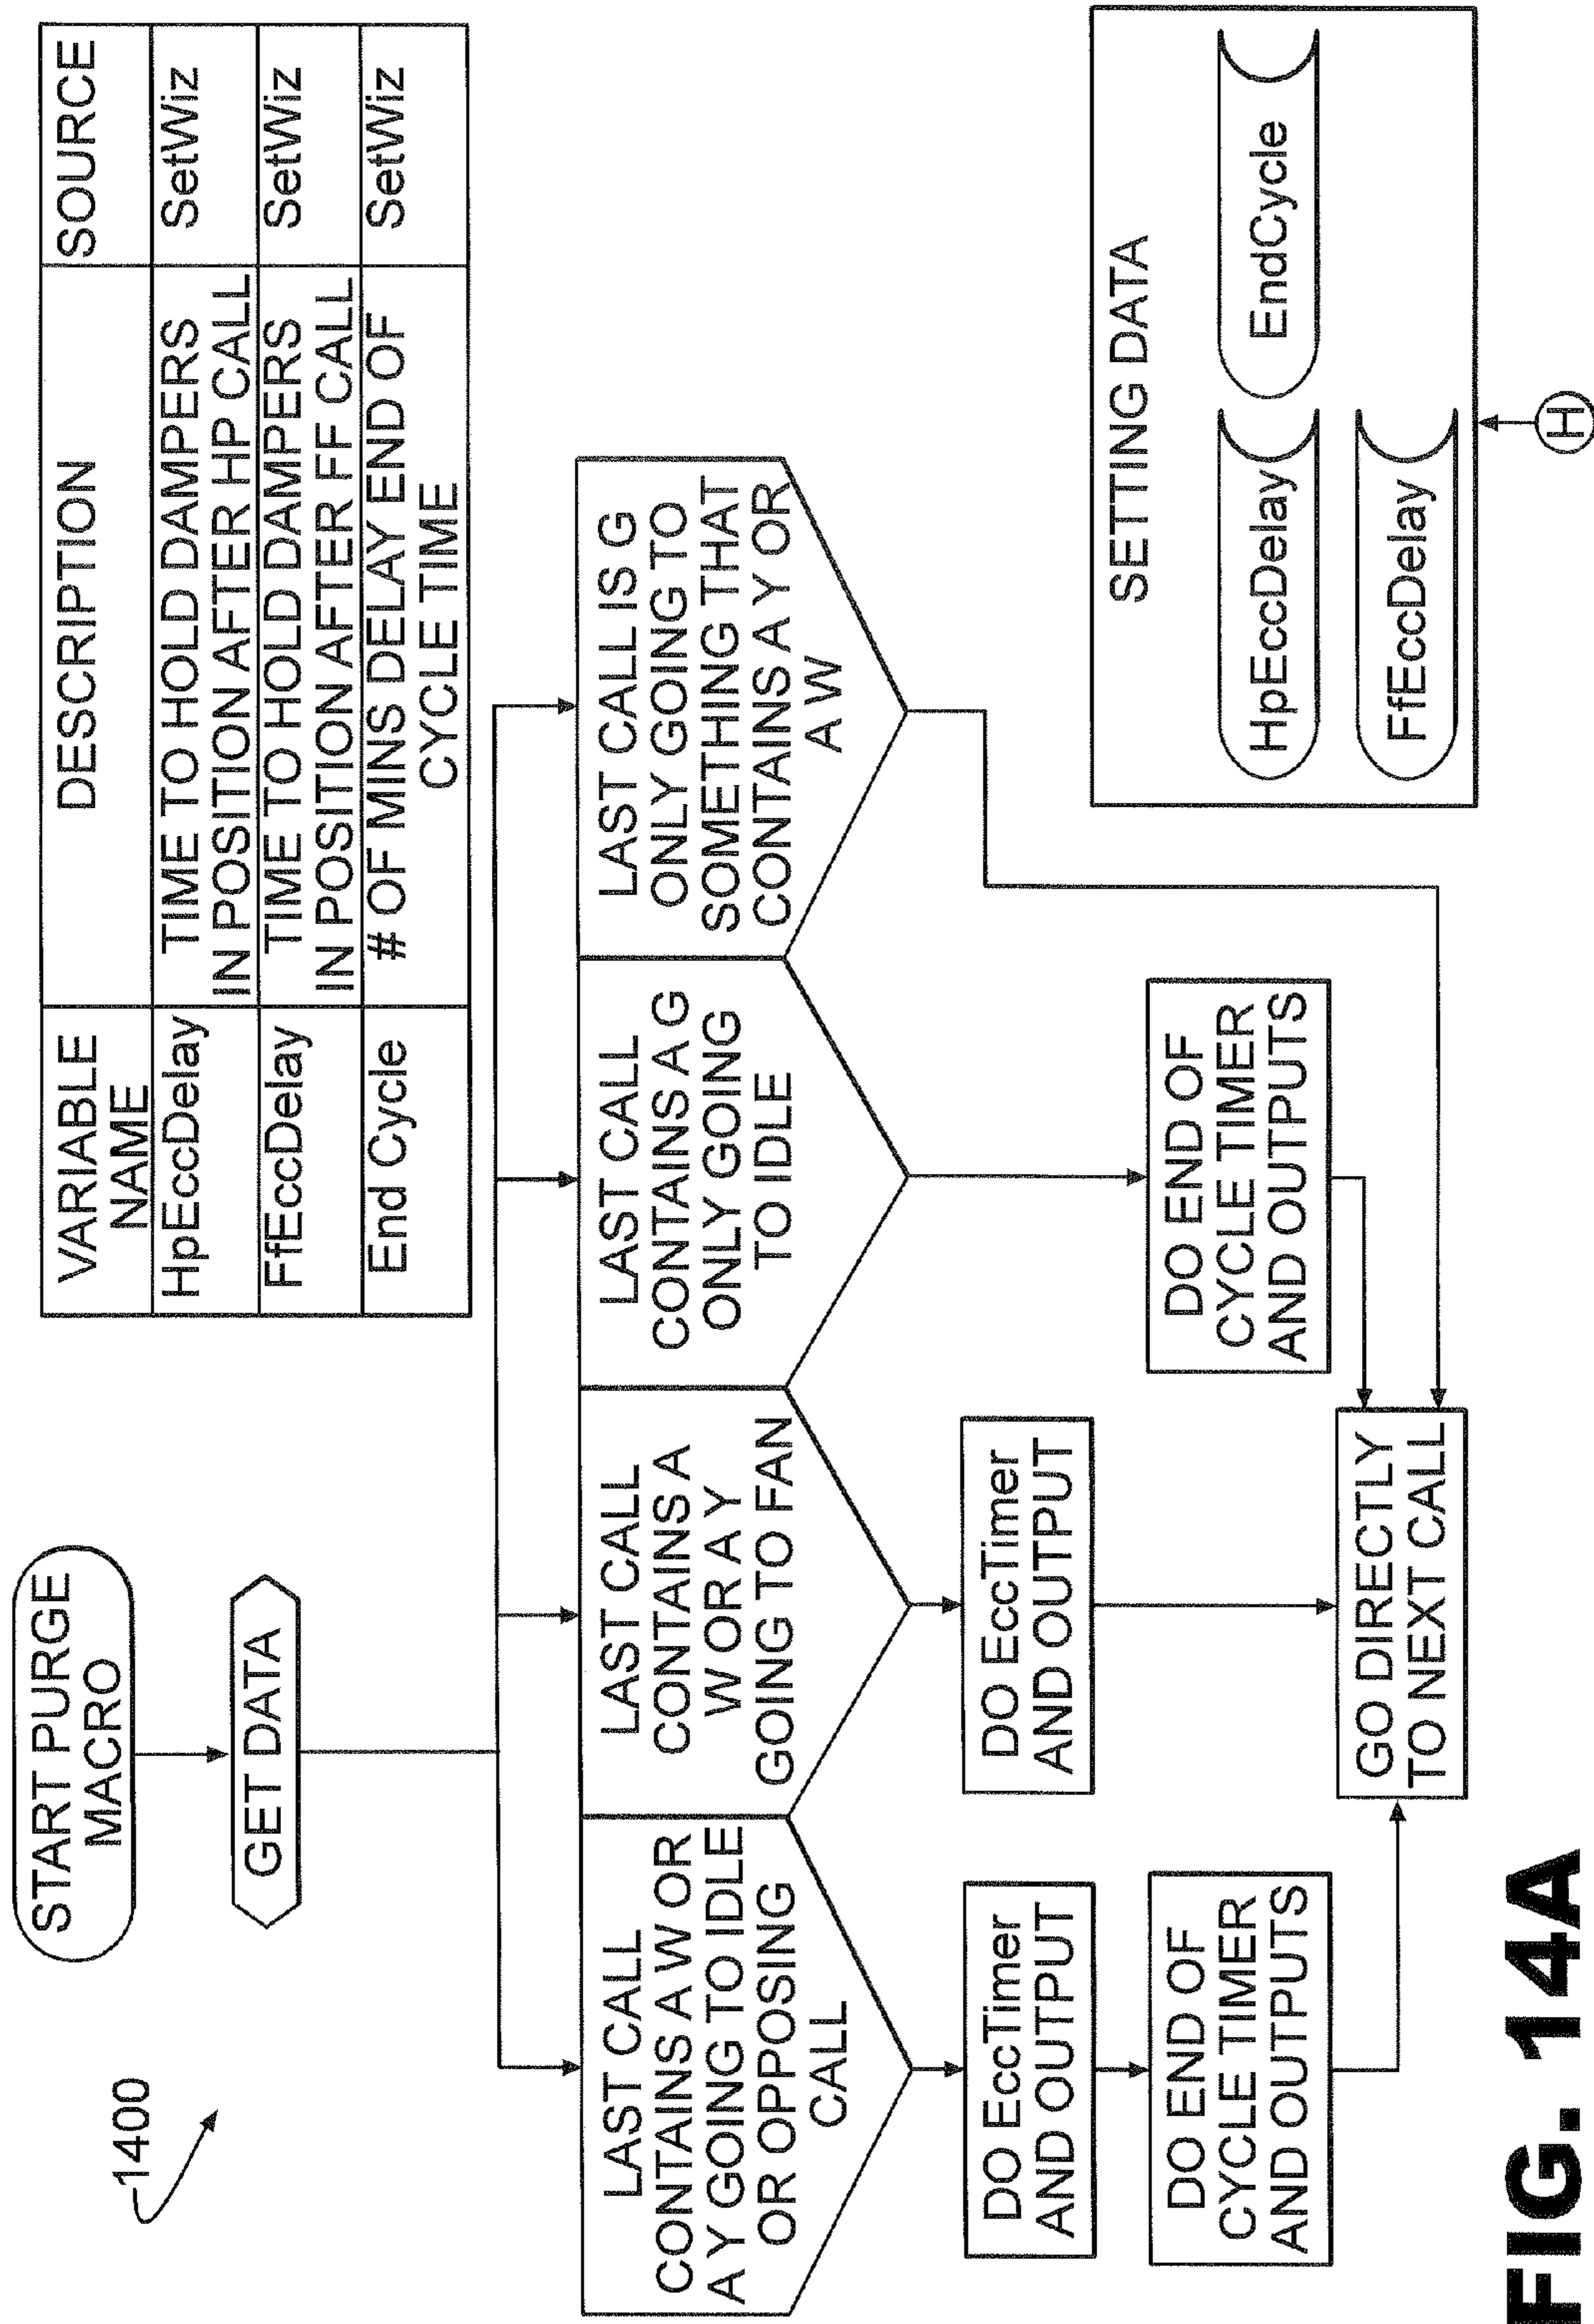 1400
START PURGE
MACRO
GET DATA
VARIABLE
NAME
DESCRIPTION
SOURCE
HpEccDelay
TIME TO HOLD DAMPERS
IN POSITION AFTER HP CALL
SetWiz
FfEccDelay
TIME TO HOLD DAMPERS
IN POSITION AFTER FF CALL
SetWiz
End Cycle
# OF MINS DELAY END OF
CYCLE TIME
SetWiz
LAST CALL
CONTAINS A W OR
A Y GOING TO IDLE
OR OPPOSING
CALL
LAST CALL
CONTAINS A
W OR A Y
GOING TO FAN
LAST CALL
CONTAINS A G
ONLY GOING
TO IDLE
LAST CALL IS G
ONLY GOING TO
SOMETHING THAT
CONTAINS A Y OR
A W
DO EccTimer
AND OUTPUT
DO EccTimer
AND OUTPUT
DO END OF
CYCLE TIMER
AND OUTPUTS
DO END OF
CYCLE TIMER
AND OUTPUTS
GO DIRECTLY
TO NEXT CALL
SETTING DATA
HpEccDelay
EndCycle
FfEccDelay
H
FIG. 14A